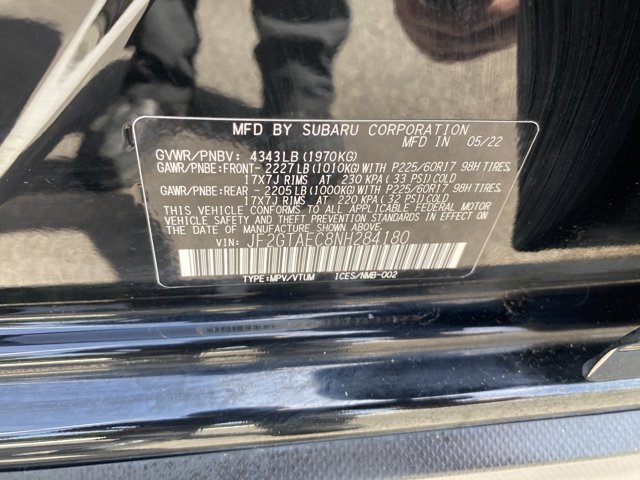 MFD BY SUBARU CORPORATION
MFD IN 05/22
GVWR/PNBV: 4343LB(1970KG)
GAWR/PNBE:FRONT- 2227LB(1010KG)WITH P225/60R17 98H TIRES,
17X7J RIMS AT 230 KPA(33 PSI)COLD
GAWR/PNBE:REAR - 2205LB(1000KG)WITH P225/60R17 98H TIRES,
17X7J RIMS AT 220 KPA(32 PSI)COLD
THIS VEHICLE CONFORMS TO ALL APPLICABLE FEDERAL MOTOR
VEHICLE SAFETY AND THEFT PREVENTION STANDARDS IN EFFECT ON
THE DATE OF MANUFACTURE SHOWN ABOVE.
VIN: JF2GTAEC8NH284180
TYPE:MPV/VTUM ICES/NMB-002